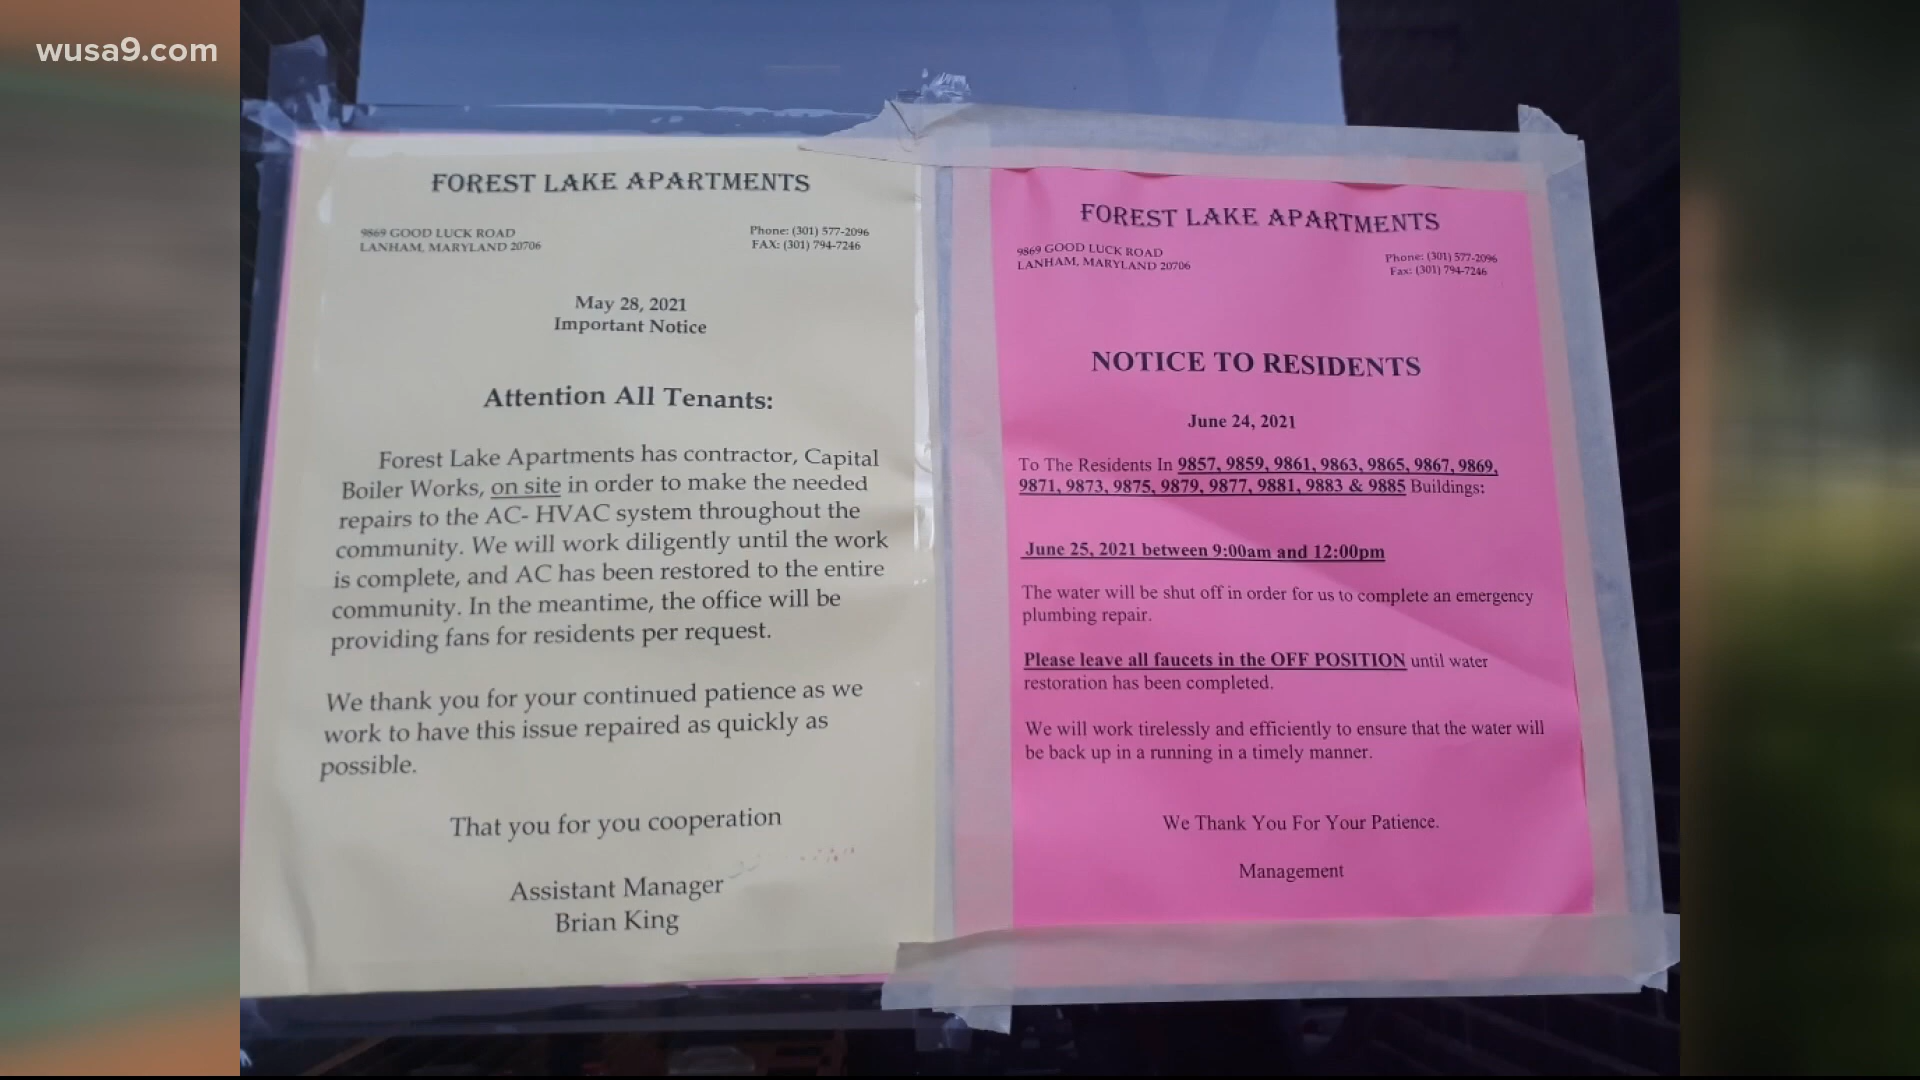 wusa9.com
FOREST LAKE APARTMENTS
9869 GOOD LUCK ROAD
LANHAM, MARYLAND 20706
Phone: (301) 577-2096
FAX: (301) 794-7246
May 28, 2021
Important Notice
Attention All Tenants:
Forest Lake Apartments has contractor, Capital
Boiler Works, on site in order to make the needed
repairs to the AC- HVAC system throughout the
community. We will work diligently until the work
is complete, and AC has been restored to the entire
community. In the meantime, the office will be
providing fans for residents per request.
We thank you for your continued patience as we
work to have this issue repaired as quickly as
possible.
That you for you cooperation
Assistant Manager
Brian King
FOREST LAKE APARTMENTS
9869 GOOD LUCK ROAD
LANHAM, MARYLAND 20706
Phone: (301) 577-2096
Fax: (301) 794-7246
NOTICE TO RESIDENTS
June 24, 2021
To The Residents In 9857, 9859, 9861, 9863, 9865, 9867, 9869,
9871, 9873, 9875, 9879, 9877, 9881, 9883 & 9885 Buildings:
June 25, 2021 between 9:00am and 12:00pm
The water will be shut off in order for us to complete an emergency
plumbing repair.
Please leave all faucets in the OFF POSITION until water
restoration has been completed.
We will work tirelessly and efficiently to ensure that the water will
be back up in a running in a timely manner.
We Thank You For Your Patience.
Management